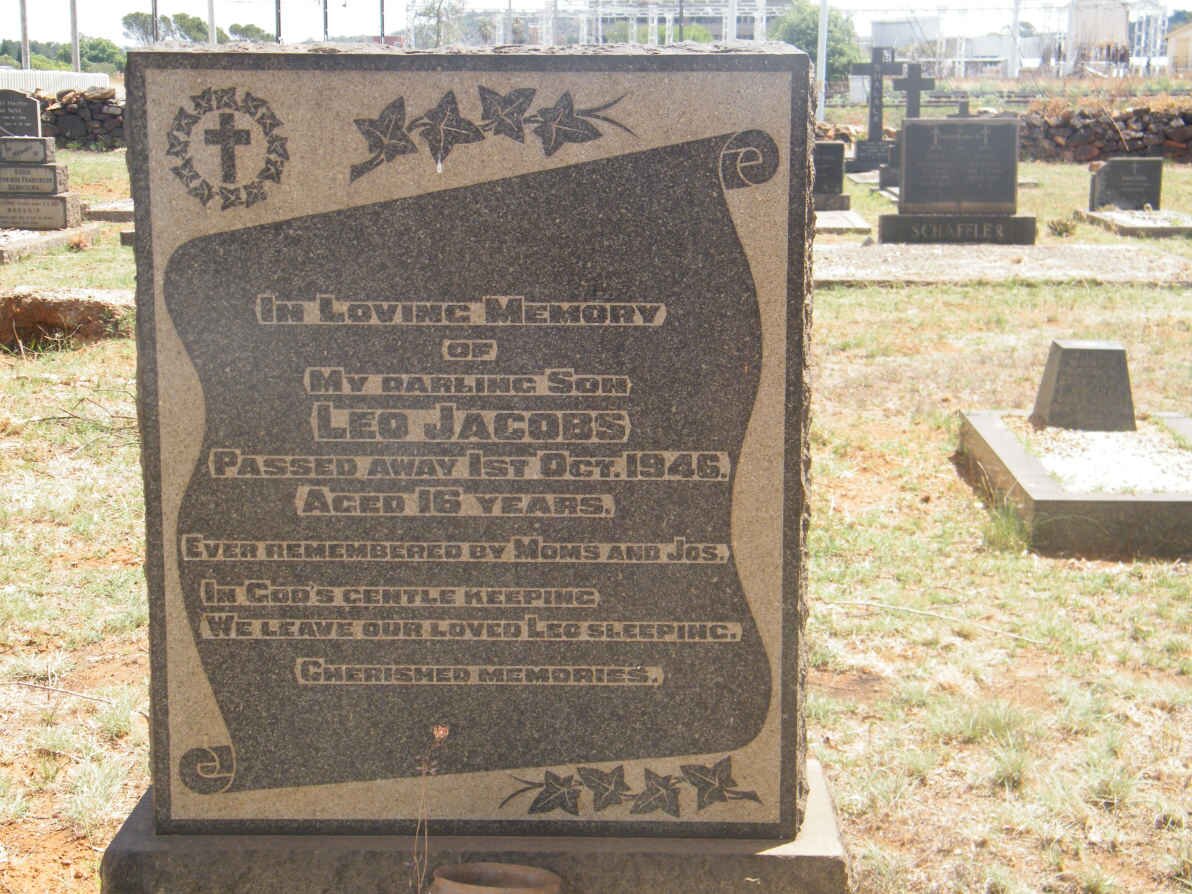 In Loving Memory
of
My darling Son
Leo Jacobs
Passed away 1st Oct. 1946.
Aged 16 years.
Ever remembered by Moms and Jos.
In God's gentle keeping
We leave our loved Leo sleeping.
Cherished memories.
SCHAFFLER